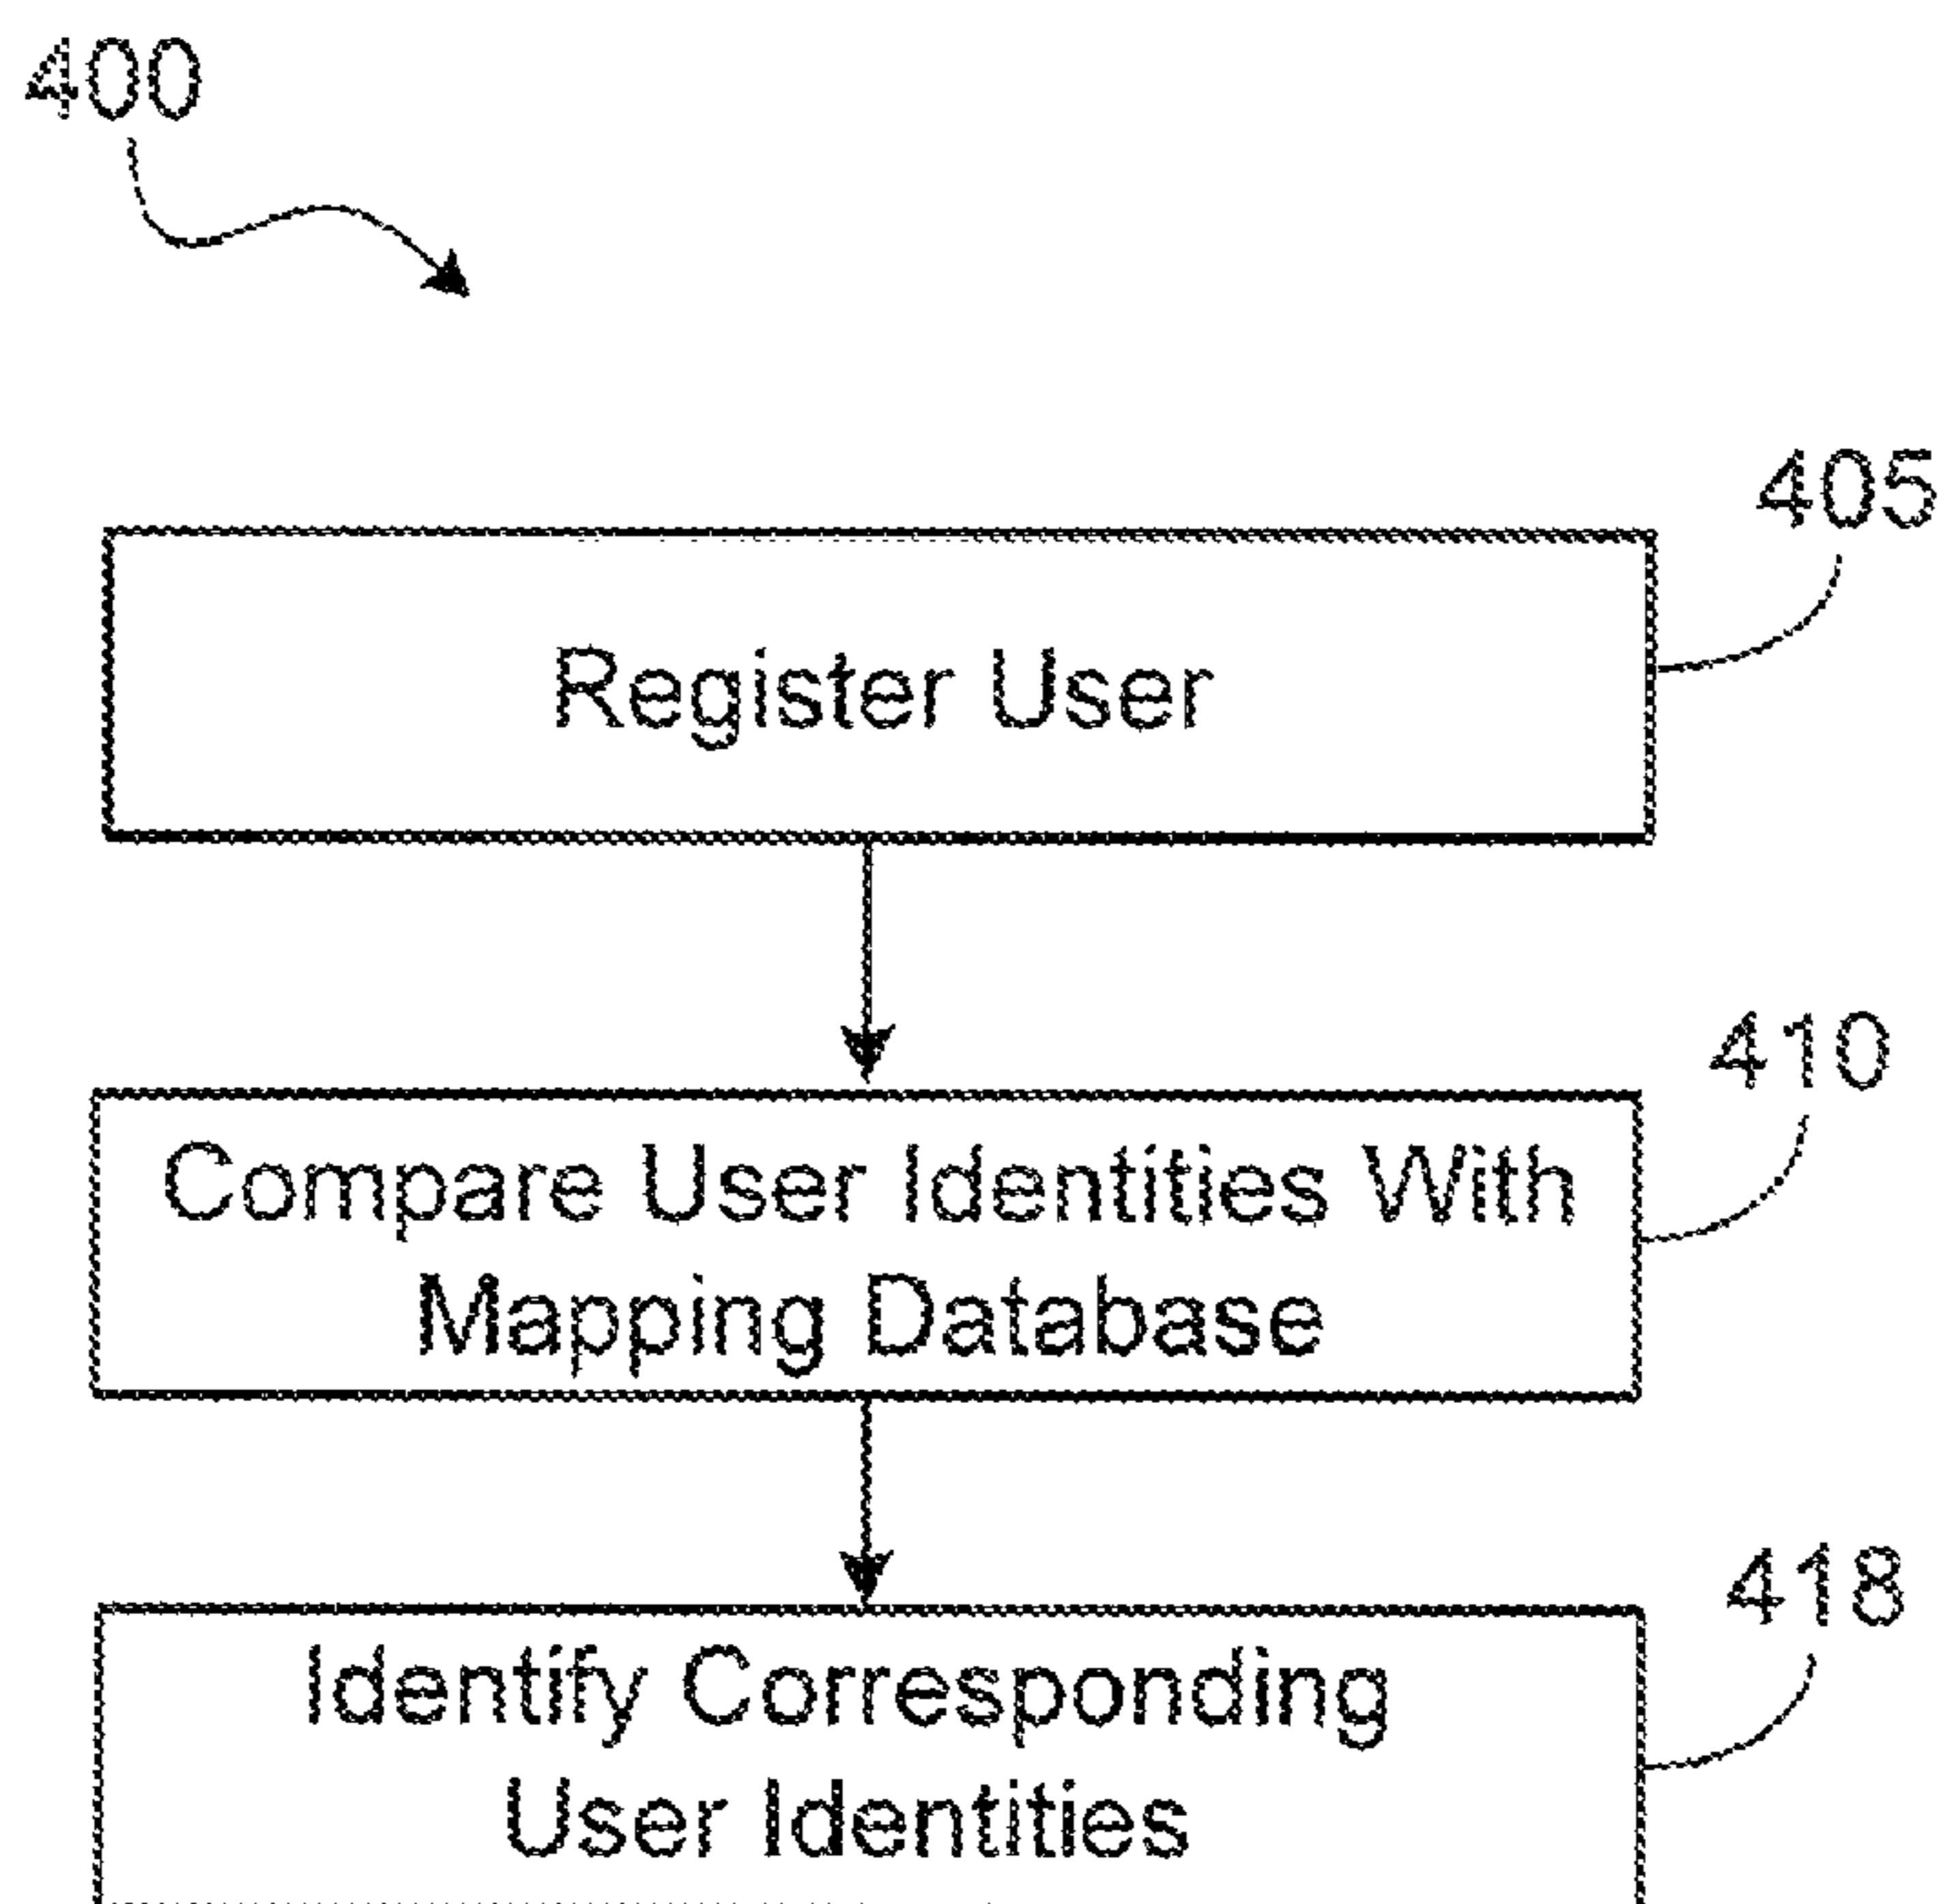 400
405
Register User
410
Compare User Identities With
Mapping Database
418
Identify Corresponding
User Identities